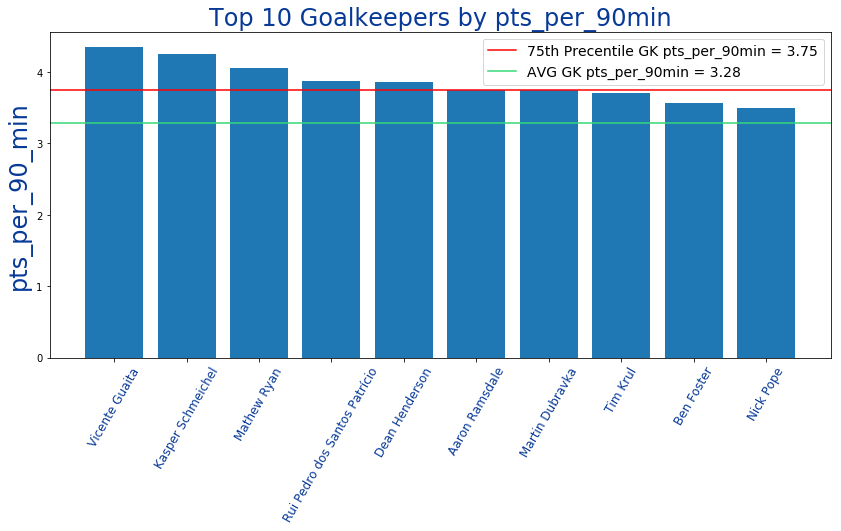 Top 10 Goalkeepers by pts_per_90min
75th Precentile GK pts_per_90min = 3.75
AVG GK pts_per_90min = 3.28
pts_per_90_min
4
3
2
1
0
Vicente Guaita
Kasper Schmeichel
Mathew Ryan
Rui Pedro dos Santos Patrício
Dean Henderson
Aaron Ramsdale
Martin Dubravka
Tim Krul
Ben Foster
Nick Pope